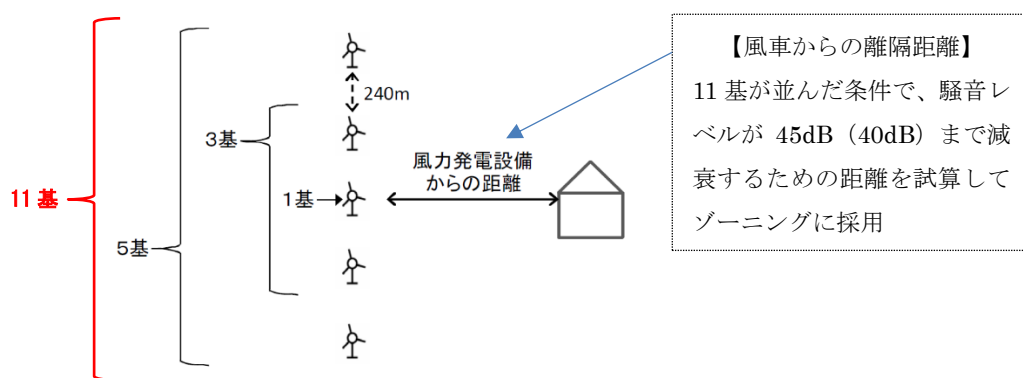 【風車からの離隔距離】
11 基が並んだ条件で、騒音レ
ベルが 45dB（40dB）まで減
衰するための距離を試算して
ゾーニングに採用
240m
3基
風力発電設備
からの距離
11 基
1基
5基